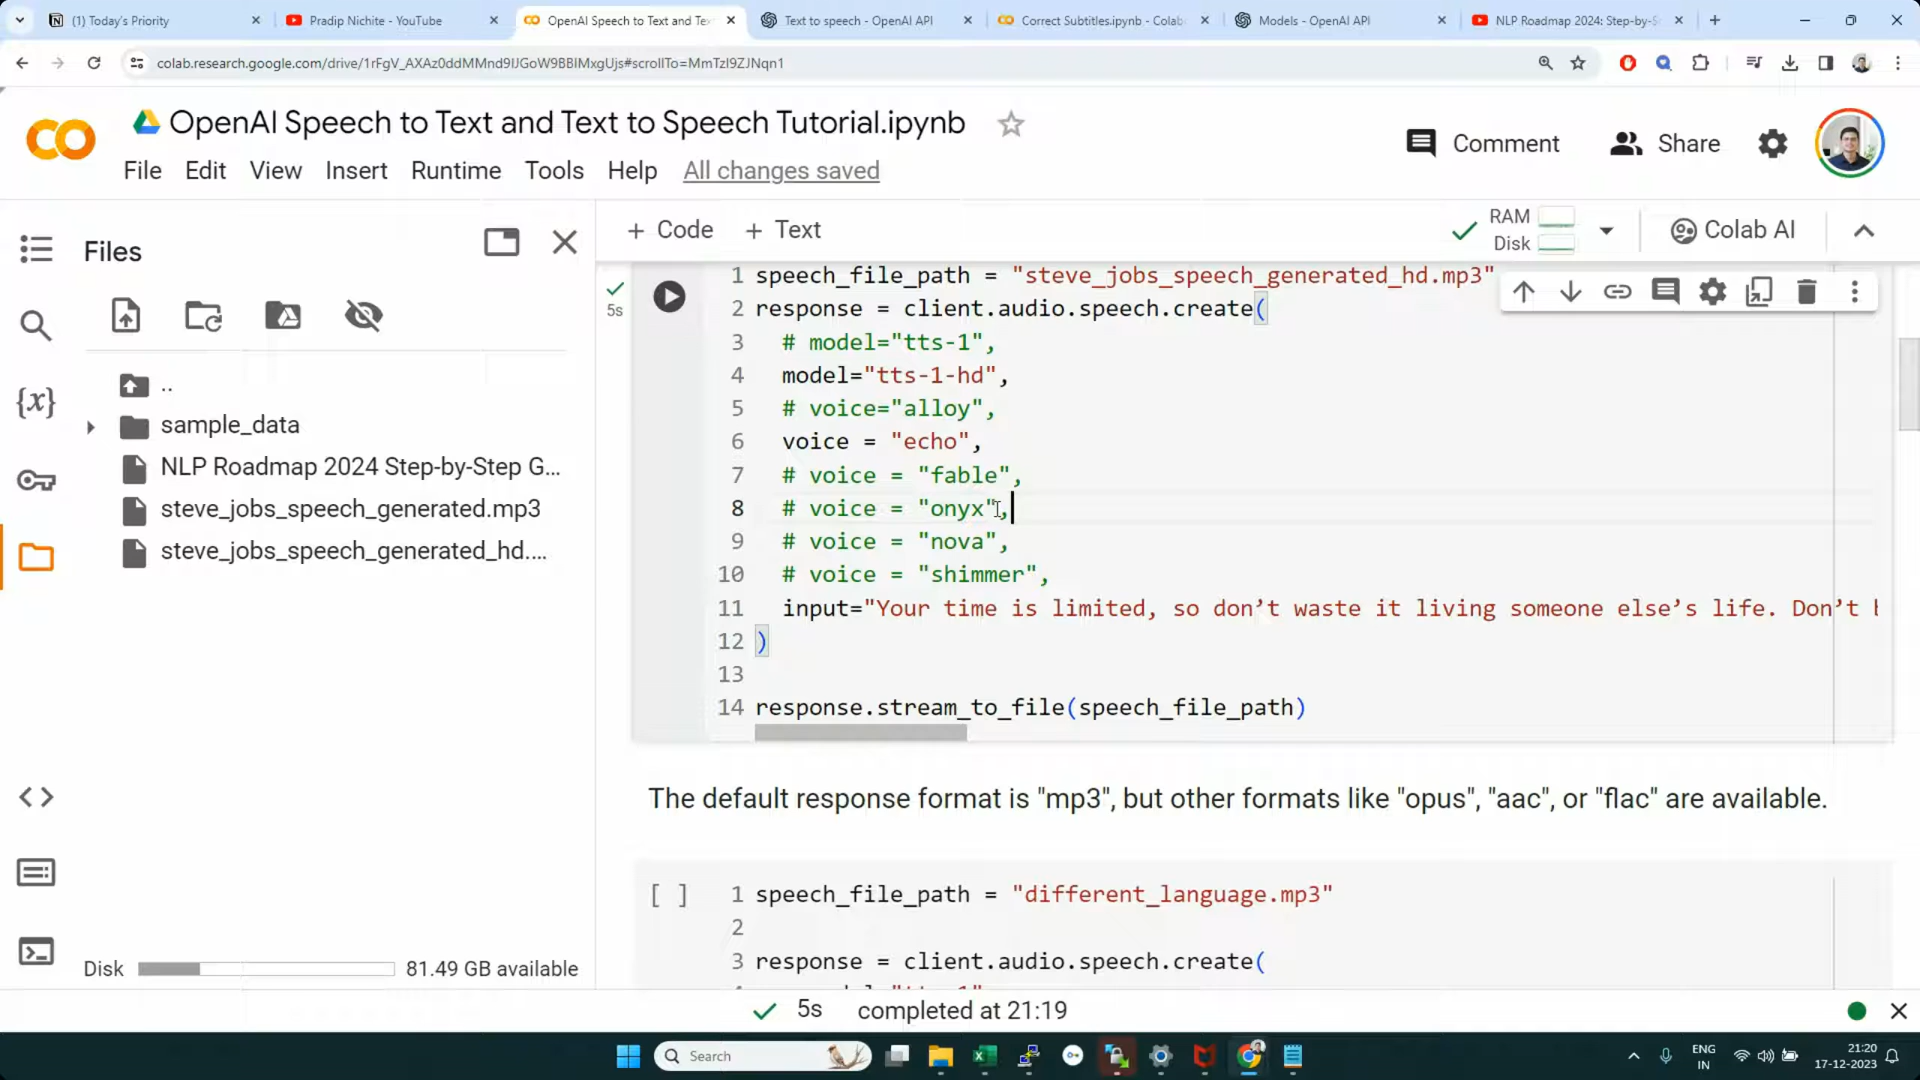 (1) Today's Priority
Pradip Nichite - YouTube
OpenAI Speech to Text and Tex
Text to speech - OpenAI API
Correct Subtitles.ipynb - Colab
Models - OpenAI API
NLP Roadmap 2024: Step-by-S
colab.research.google.com/drive/1rFgV_AXAz0ddMMnd9IJGoW9BBlMxgUjs#scrollTo=MmTzI9ZJNqn1
OpenAI Speech to Text and Text to Speech Tutorial.ipynb
Comment
Share
File Edit View Insert Runtime Tools Help All changes saved
Files
+ Code + Text
RAM
Disk
Colab AI
..
sample_data
NLP Roadmap 2024 Step-by-Step G...
steve_jobs_speech_generated.mp3
steve_jobs_speech_generated_hd....
Disk 81.49 GB available
5s
1 speech_file_path = "steve_jobs_speech_generated_hd.mp3"
2 response = client.audio.speech.create(
3 # model="tts-1",
4 model="tts-1-hd",
5 # voice="alloy",
6 voice = "echo",
7 # voice = "fable",
8 # voice = "onyx",
9 # voice = "nova",
10 # voice = "shimmer",
11 input="Your time is limited, so don’t waste it living someone else’s life. Don’t
12 )
13
14 response.stream_to_file(speech_file_path)
The default response format is "mp3", but other formats like "opus", "aac", or "flac" are available.
[ ]
1 speech_file_path = "different_language.mp3"
2
3 response = client.audio.speech.create(
5s completed at 21:19
Search
ENG
IN
21:20
17-12-2023